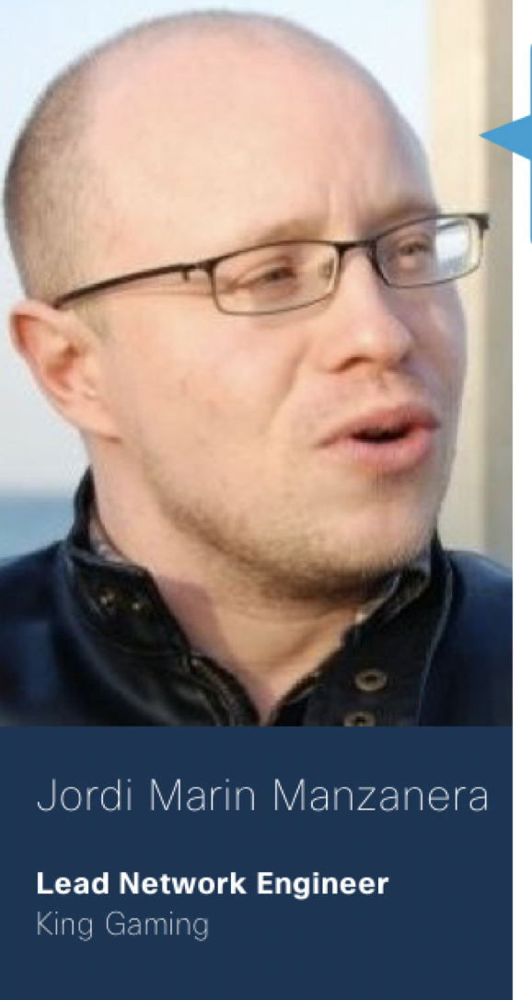 Jordi Marin Manzanera
Lead Network Engineer
King Gaming